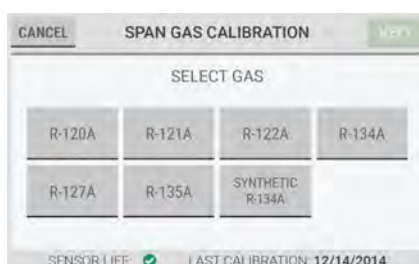 CANCEL SPAN GAS CALIBRATION NEXT
SELECT GAS
R-120A R-121A R-122A R-134A
R-127A R-135A SYNTHETIC
R-134A
SENSOR LIFE: LAST CALIBRATION: 12/14/2014